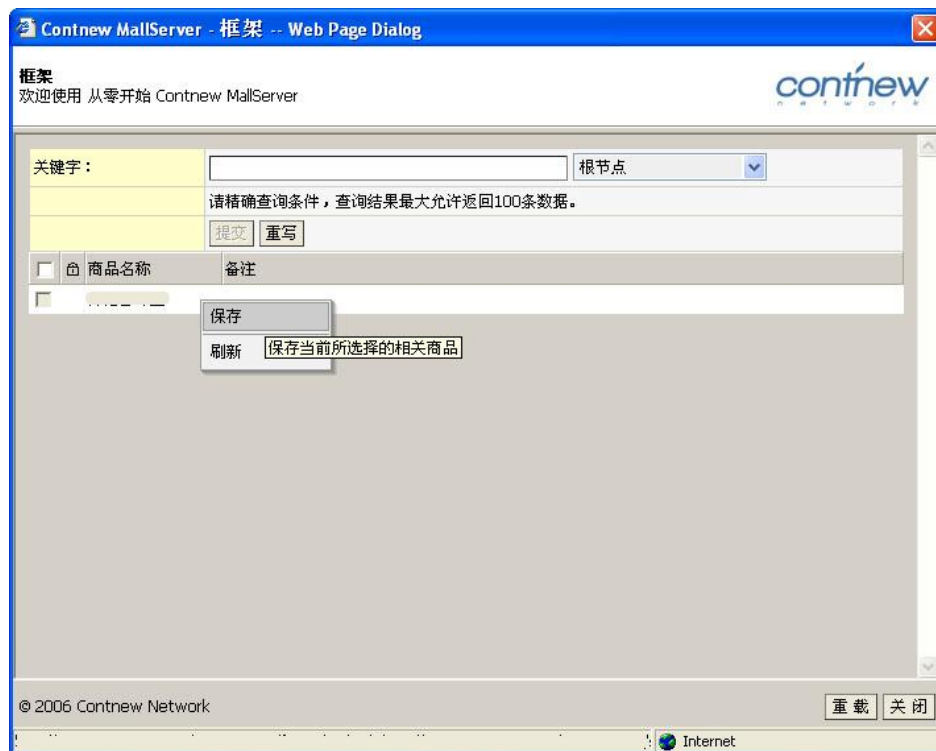 Contnew MallServer - 框架 -- Web Page Dialog
框架
欢迎使用 从零开始 Contnew MallServer
contnew
network
关键字：
根节点
请精确查询条件，查询结果最大允许返回100条数据。
提交 重写
商品名称 备注
保存
刷新 保存当前所选择的相关商品
© 2006 Contnew Network
重载 关闭
Internet